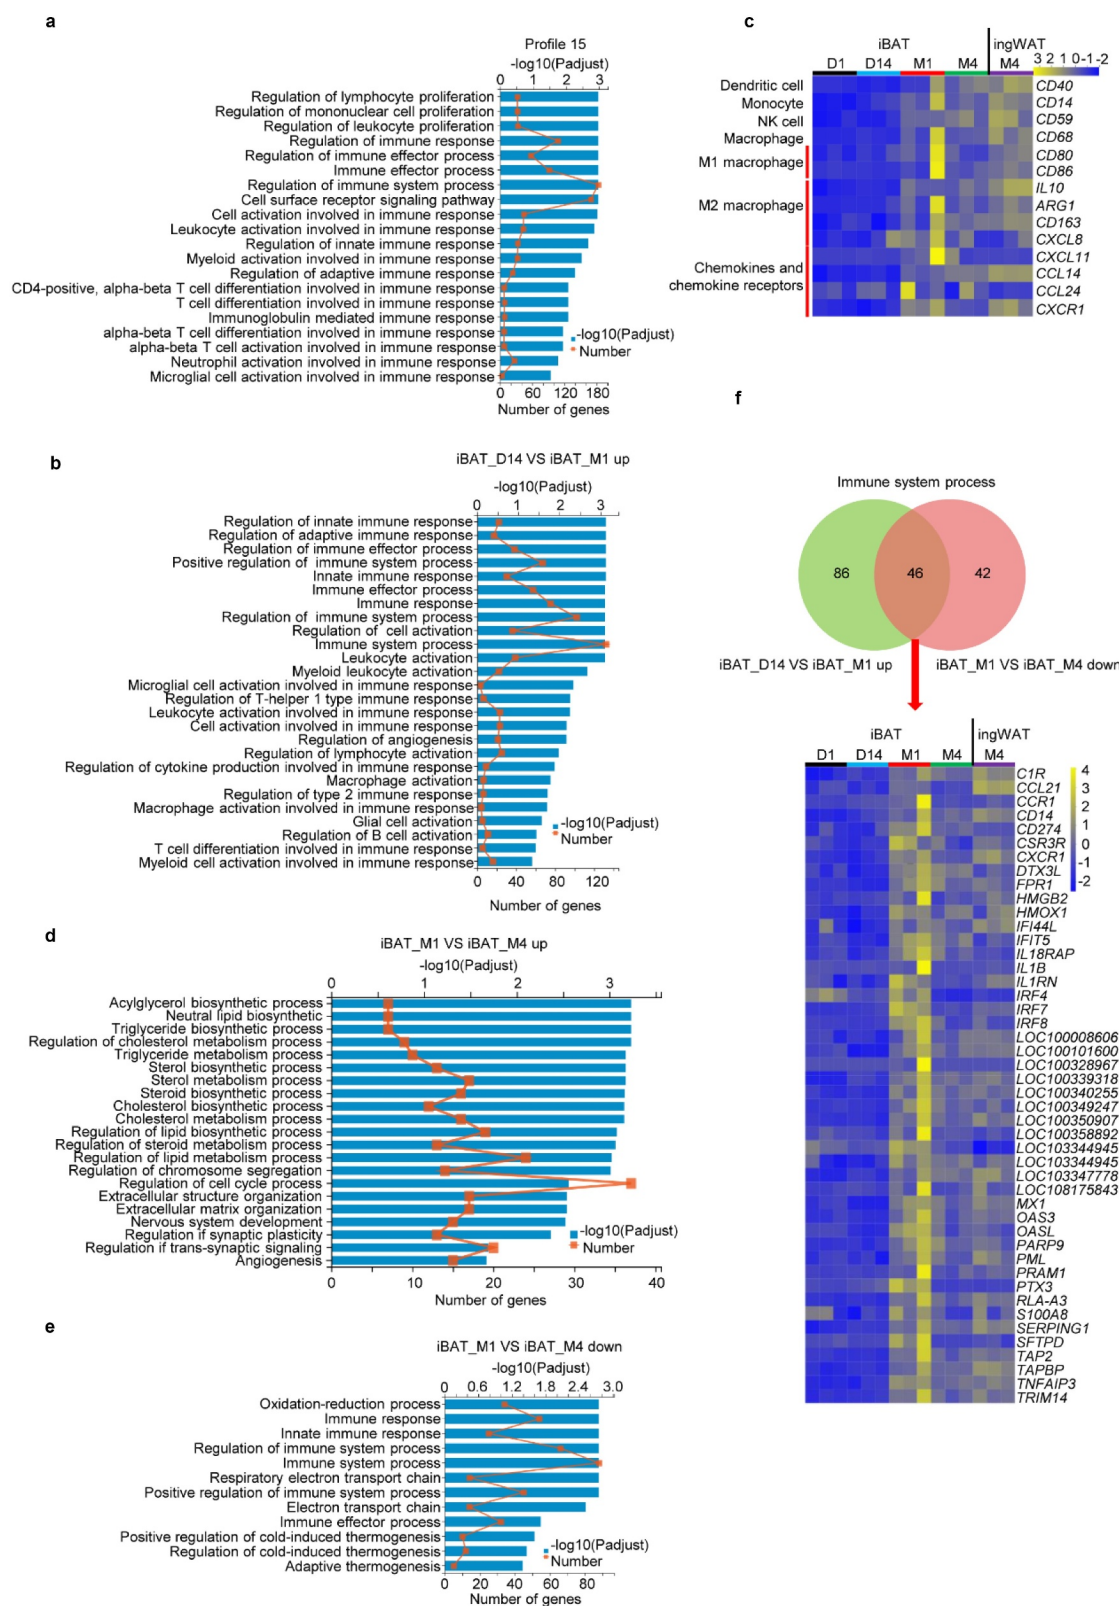 a
Profile 15
-log10(Padjust)
0 1 2 3
Regulation of lymphocyte proliferation
Regulation of mononuclear cell proliferation
Regulation of leukocyte proliferation
Regulation of immune response
Regulation of immune effector process
Immune effector process
Regulation of immune system process
Cell surface receptor signaling pathway
Cell activation involved in immune response
Leukocyte activation involved in immune response
Regulation of innate immune response
Myeloid activation involved in immune response
Regulation of adaptive immune response
CD4-positive, alpha-beta T cell differentiation involved in immune response
T cell differentiation involved in immune response
Immunoglobulin mediated immune response
alpha-beta T cell differentiation involved in immune response
alpha-beta T cell activation involved in immune response
Neutrophil activation involved in immune response
Microglial cell activation involved in immune response
-log10(Padjust)
Number
0 60 120 180
Number of genes
b
iBAT_D14 VS iBAT_M1 up
-log10(Padjust)
0 1 2 3
Regulation of innate immune response
Regulation of adaptive immune response
Regulation of immune effector process
Positive regulation of immune system process
Innate immune response
Immune effector process
Immune response
Regulation of immune system process
Regulation of cell activation
Immune system process
Leukocyte activation
Myeloid leukocyte activation
Microglial cell activation involved in immune response
Regulation of T-helper 1 type immune response
Leukocyte activation involved in immune response
Cell activation involved in immune response
Regulation of angiogenesis
Regulation of lymphocyte activation
Regulation of cytokine production involved in immune response
Macrophage activation
Regulation of type 2 immune response
Macrophage activation involved in immune response
Glial cell activation
Regulation of B cell activation
T cell differentiation involved in immune response
Myeloid cell activation involved in immune response
-log10(Padjust)
Number
0 40 80 120
Number of genes
c
iBAT ingWAT
D1 D14 M1 M4 M4
3 2 1 0-1-2
Dendritic cell
Monocyte
NK cell
Macrophage
M1 macrophage
M2 macrophage
Chemokines and
chemokine receptors
CD40
CD14
CD59
CD68
CD80
CD86
IL10
ARG1
CD163
CXCL8
CXCL11
CCL14
CCL24
CXCR1
d
iBAT_M1 VS iBAT_M4 up
-log10(Padjust)
0 1 2 3
Acylglycerol biosynthetic process
Neutral lipid biosynthetic
Triglyceride biosynthetic process
Regulation of cholesterol metabolism process
Triglyceride metabolism process
Sterol biosynthetic process
Sterol metabolism process
Steroid biosynthetic process
Cholesterol biosynthetic process
Cholesterol metabolism process
Regulation of lipid biosynthetic process
Regulation of steroid metabolism process
Regulation of lipid metabolism process
Regulation of chromosome segregation
Regulation of cell cycle process
Extracellular structure organization
Extracellular matrix organization
Nervous system development
Regulation if synaptic plasticity
Regulation if trans-synaptic signaling
Angiogenesis
-log10(Padjust)
Number
0 10 20 30 40
Number of genes
e
iBAT_M1 VS iBAT_M4 down
-log10(Padjust)
0 0.6 1.2 1.8 2.4 3.0
Oxidation-reduction process
Immune response
Innate immune response
Regulation of immune system process
Immune system process
Respiratory electron transport chain
Positive regulation of immune system process
Electron transport chain
Immune effector process
Positive regulation of cold-induced thermogenesis
Regulation of cold-induced thermogenesis
Adaptive thermogenesis
-log10(Padjust)
Number
0 20 40 60 80
Number of genes
f
Immune system process
86 46 42
iBAT_D14 VS iBAT_M1 up iBAT_M1 VS iBAT_M4 down
iBAT ingWAT
D1 D14 M1 M4 M4
C1R
CCL21
CCR1
CD14
CD274
CSR3R
CXCR1
DTX3L
FPR1
HMGB2
HMOX1
IFI44L
IFIT5
IL18RAP
IL1B
IL1RN
IRF4
IRF7
IRF8
LOC100008606
LOC100101600
LOC100328967
LOC100339318
LOC100340255
LOC100349247
LOC100350907
LOC100358892
LOC103344945
LOC103344945
LOC103347778
LOC108175843
MX1
OAS3
OASL
PARP9
PML
PRAM1
PTX3
RLA-A3
S100A8
SERPING1
SFTPD
TAP2
TAPBP
TNFAIP3
TRIM14
4
3
2
1
0
-1
-2